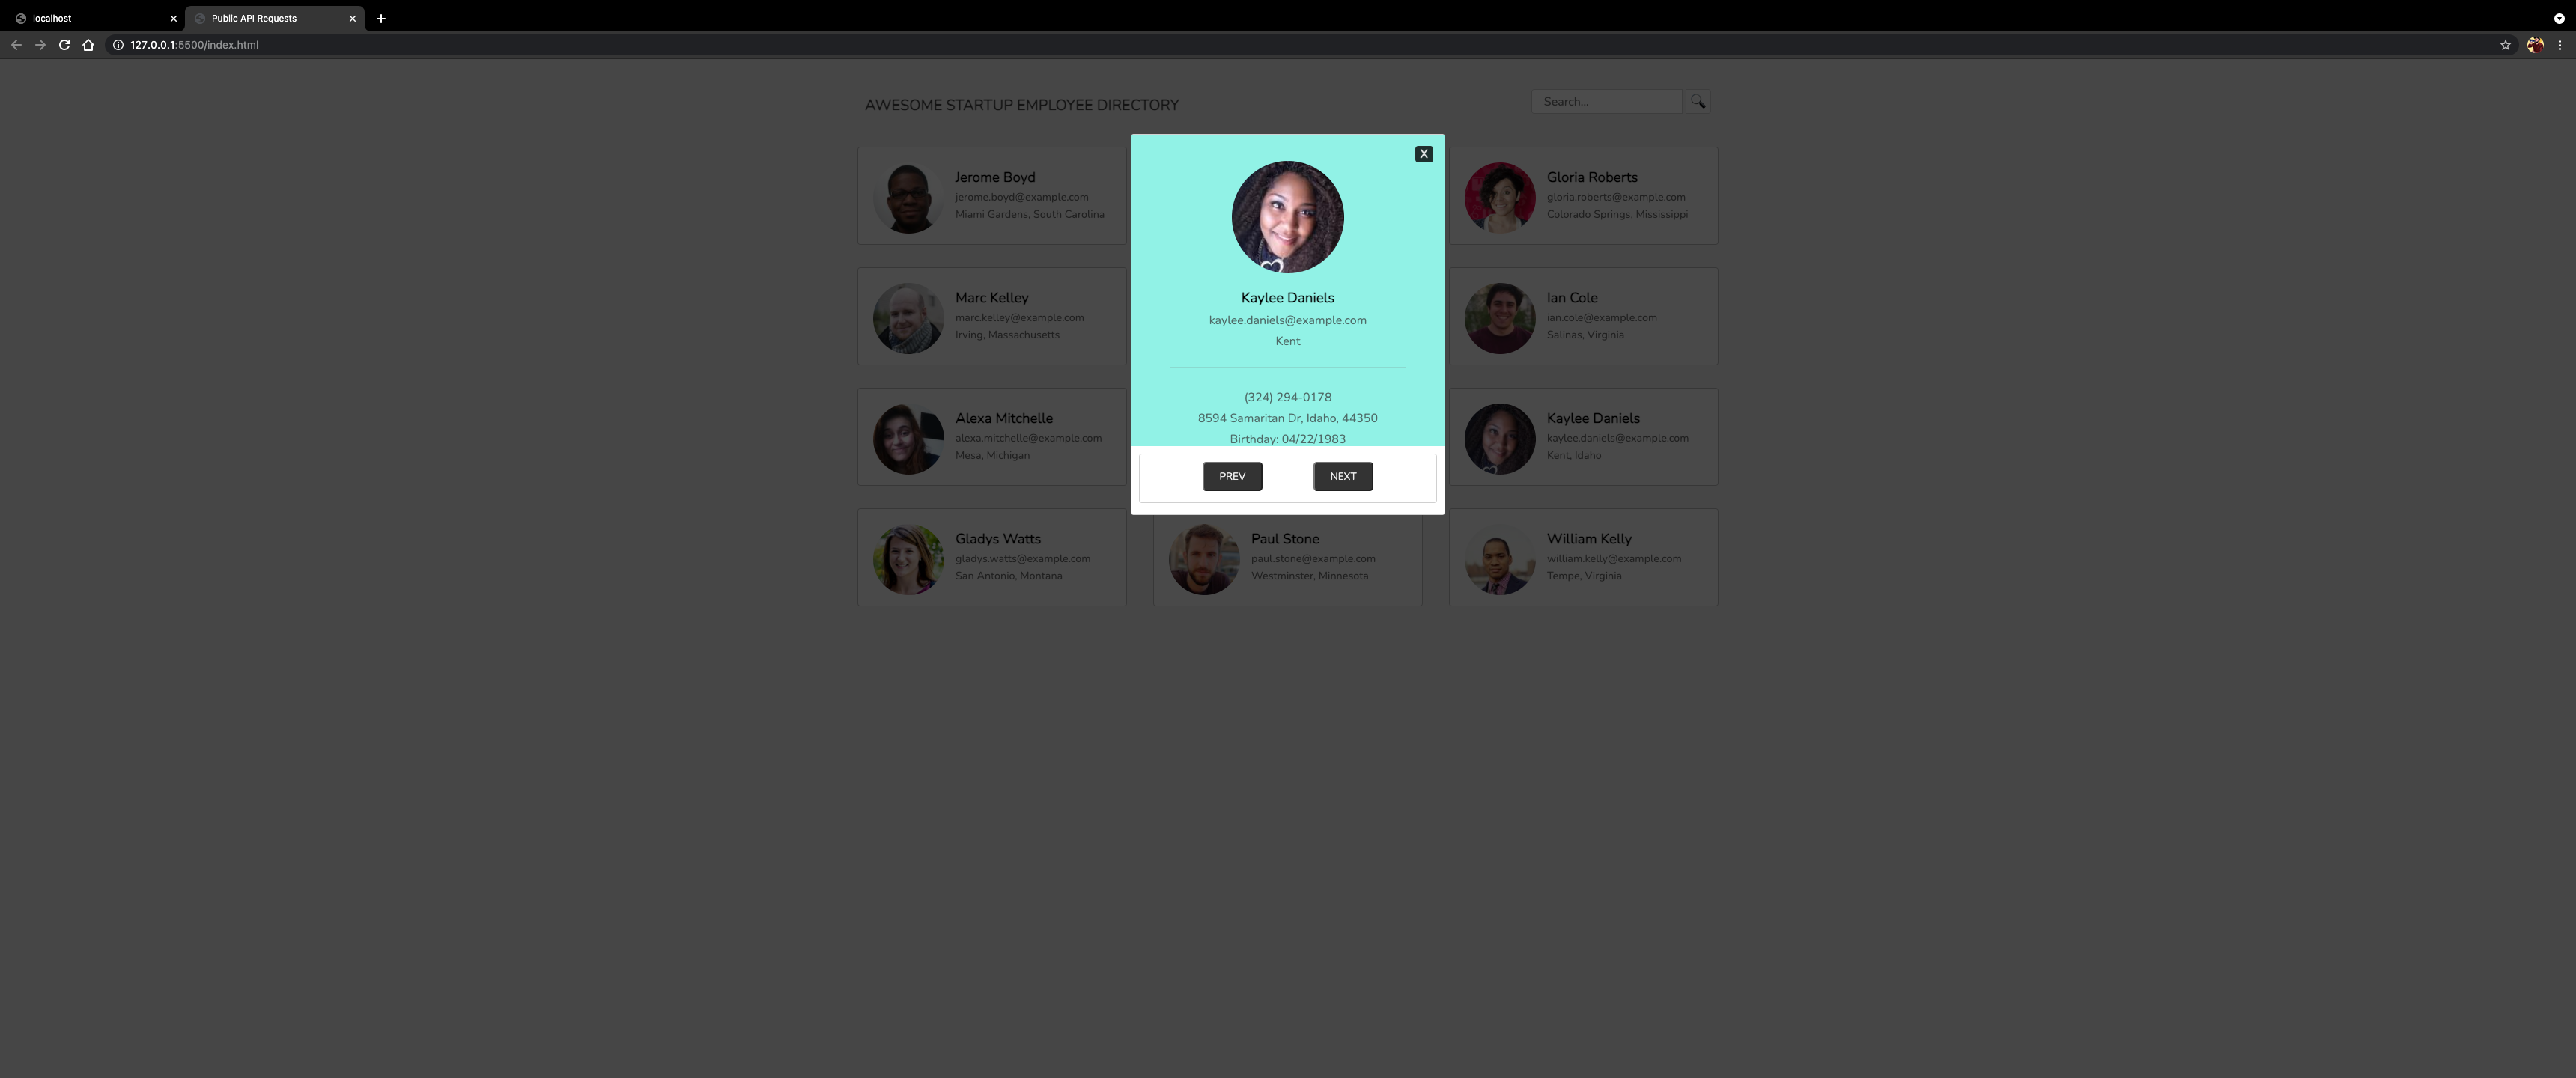 localhost
Public API Requests
127.0.0.1:5500/index.html
AWESOME STARTUP EMPLOYEE DIRECTORY
Search...
X
Jerome Boyd
jerome.boyd@example.com
Miami Gardens, South Carolina
Gloria Roberts
gloria.roberts@example.com
Colorado Springs, Mississippi
Marc Kelley
marc.kelley@example.com
Irving, Massachusetts
Kaylee Daniels
kaylee.daniels@example.com
Kent
(324) 294-0178
8594 Samaritan Dr, Idaho, 44350
Birthday: 04/22/1983
PREV
NEXT
Ian Cole
ian.cole@example.com
Salinas, Virginia
Alexa Mitchelle
alexa.mitchelle@example.com
Mesa, Michigan
Kaylee Daniels
kaylee.daniels@example.com
Kent, Idaho
Gladys Watts
gladys.watts@example.com
San Antonio, Montana
Paul Stone
paul.stone@example.com
Westminster, Minnesota
William Kelly
william.kelly@example.com
Tempe, Virginia